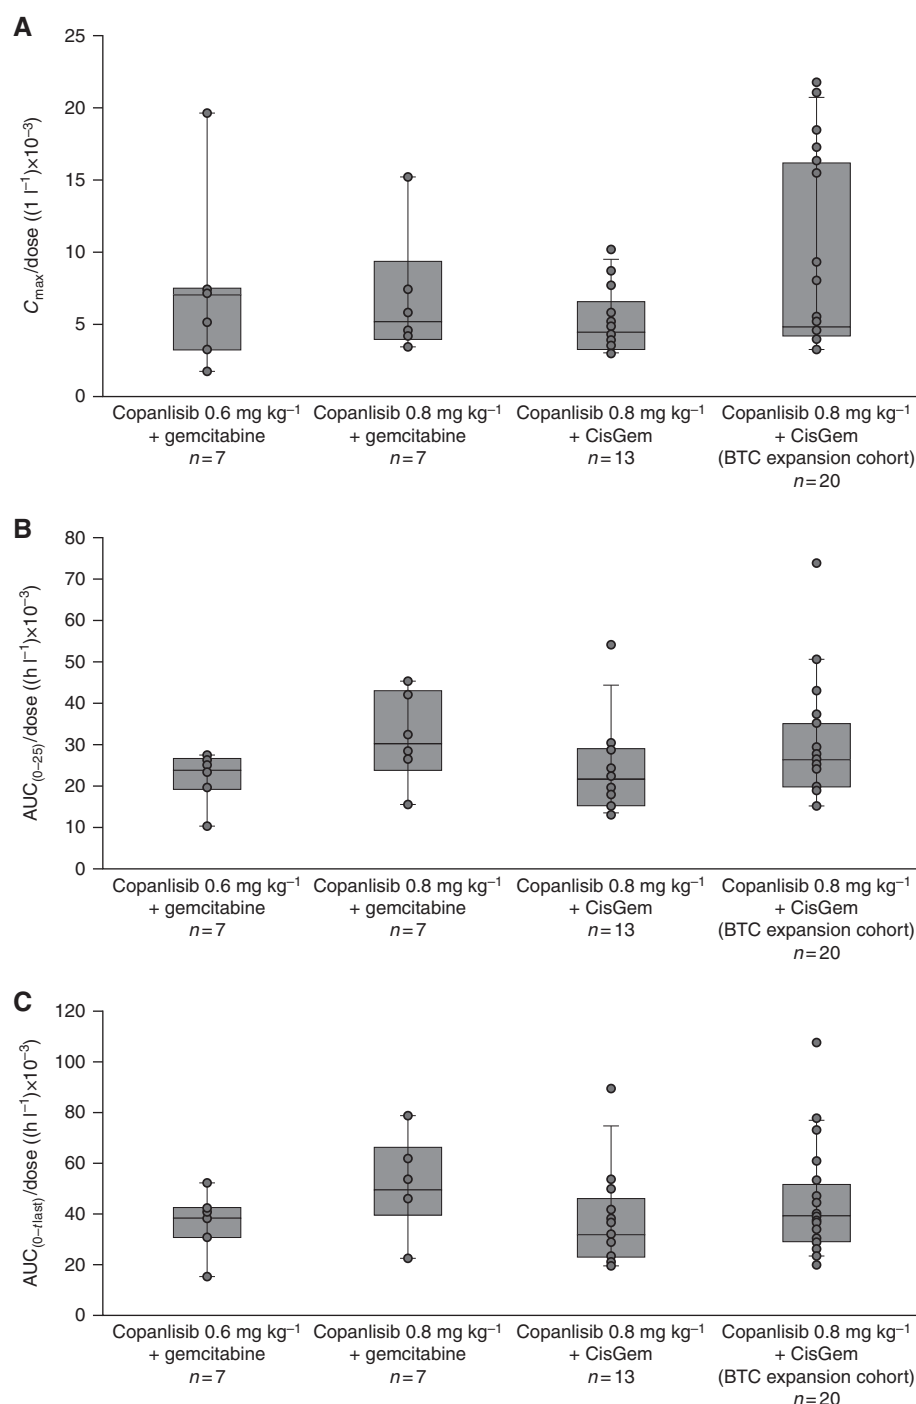 A
C_max/dose ((1 l⁻¹)×10⁻³)
25
20
15
10
5
0
Copanlisib 0.6 mg kg⁻¹
+ gemcitabine
n=7
Copanlisib 0.8 mg kg⁻¹
+ gemcitabine
n=7
Copanlisib 0.8 mg kg⁻¹
+ CisGem
n=13
Copanlisib 0.8 mg kg⁻¹
+ CisGem
(BTC expansion cohort)
n=20
B
AUC_(0–25)/dose ((h l⁻¹)×10⁻³)
80
70
60
50
40
30
20
10
0
Copanlisib 0.6 mg kg⁻¹
+ gemcitabine
n=7
Copanlisib 0.8 mg kg⁻¹
+ gemcitabine
n=7
Copanlisib 0.8 mg kg⁻¹
+ CisGem
n=13
Copanlisib 0.8 mg kg⁻¹
+ CisGem
(BTC expansion cohort)
n=20
C
AUC_(0–tlast)/dose ((h l⁻¹)×10⁻³)
120
100
80
60
40
20
0
Copanlisib 0.6 mg kg⁻¹
+ gemcitabine
n=7
Copanlisib 0.8 mg kg⁻¹
+ gemcitabine
n=7
Copanlisib 0.8 mg kg⁻¹
+ CisGem
n=13
Copanlisib 0.8 mg kg⁻¹
+ CisGem
(BTC expansion cohort)
n=20